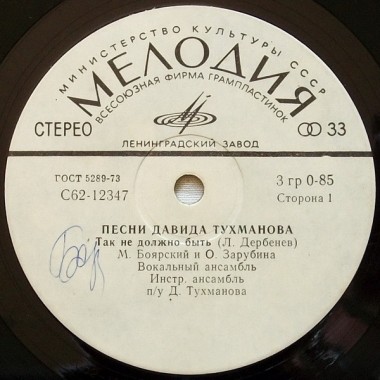 МИНИСТЕРСТВО КУЛЬТУРЫ СССР
МЕЛОДИЯ
ВСЕСОЮЗНАЯ ФИРМА ГРАМПЛАСТИНОК
СТЕРЕО
33
ЛЕНИНГРАДСКИЙ ЗАВОД
ГОСТ 5289-73
С62-12347
3 гр 0-85
Сторона 1
ПЕСНИ ДАВИДА ТУХМАНОВА
Так не должно быть (Л. Дербенев)
М. Боярский и О. Зарубина
Вокальный ансамбль
Инстр. ансамбль
п/у Д. Тухманова